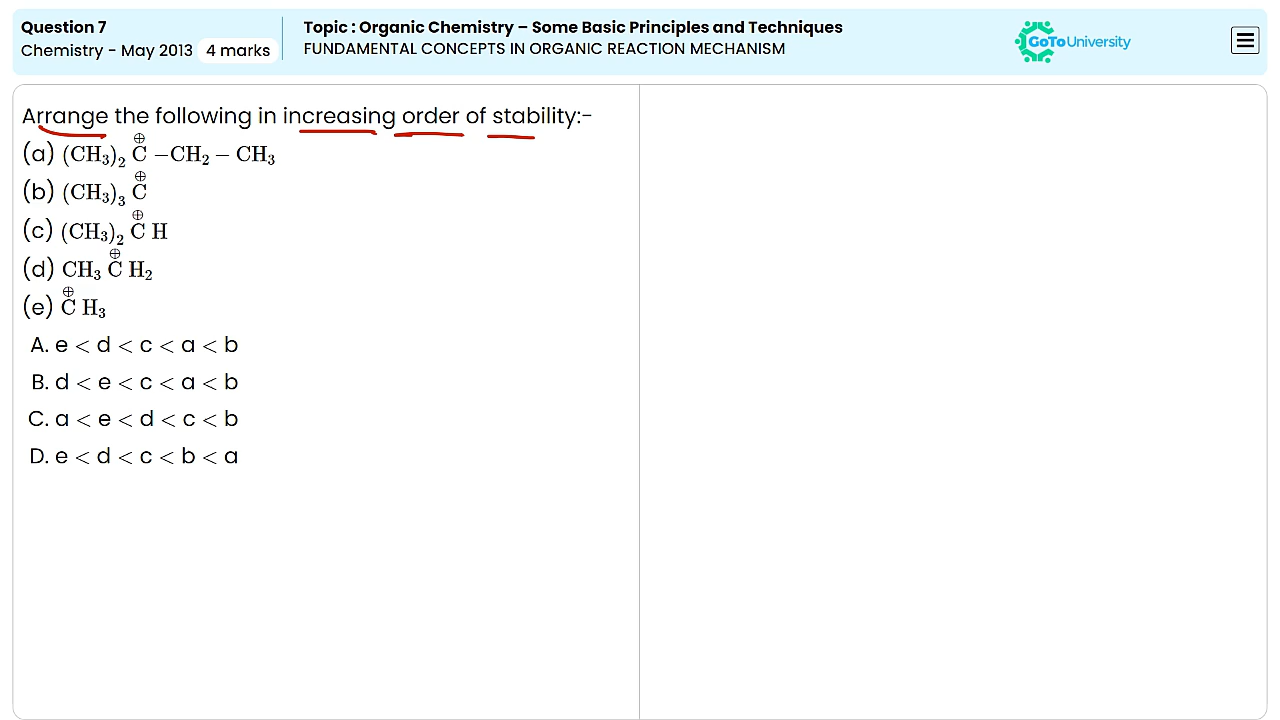 Question 7
Chemistry - May 2013 4 marks
Topic : Organic Chemistry – Some Basic Principles and Techniques
FUNDAMENTAL CONCEPTS IN ORGANIC REACTION MECHANISM
GoToUniversity
Arrange the following in increasing order of stability:-
(a) (CH₃)₂ C⊕ −CH₂ − CH₃
(b) (CH₃)₃ C⊕
(c) (CH₃)₂ C⊕ H
(d) CH₃ C⊕ H₂
(e) C⊕ H₃
A. e < d < c < a < b
B. d < e < c < a < b
C. a < e < d < c < b
D. e < d < c < b < a